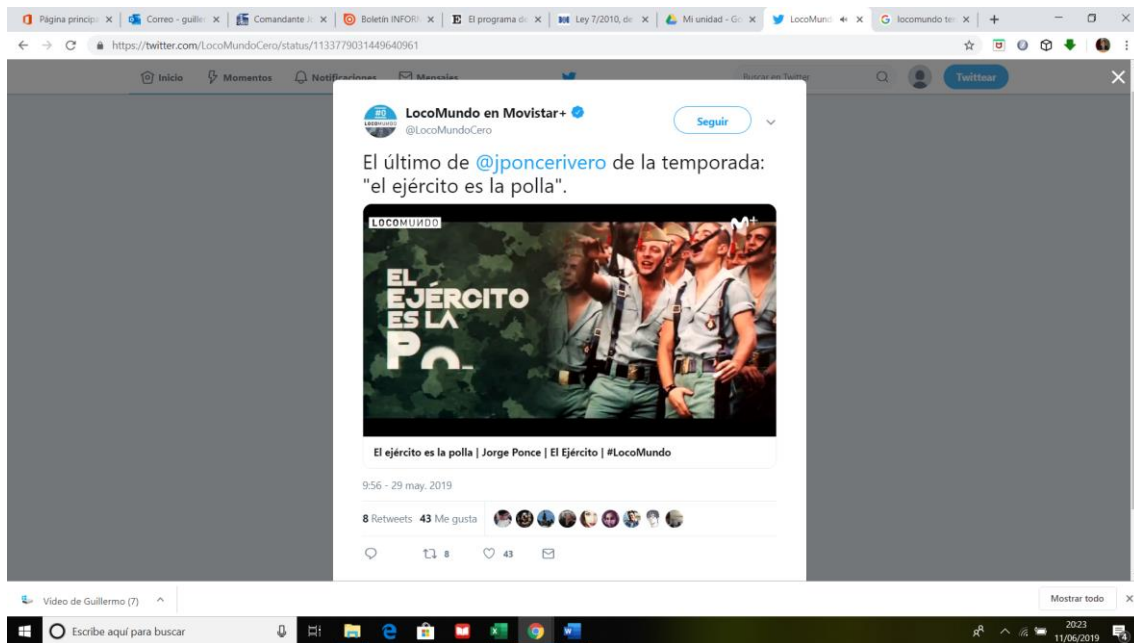 Página princip
Correo - guille
Comandante Jo
Boletín INFORM
El programa de
Ley 7/2010, de
Mi unidad - Go
LocoMund
locomundo te
https://twitter.com/LocoMundoCero/status/1133779031449640961
Inicio
Momentos
Notificaciones
Mensajes
Buscar en Twitter
Twittear
LocoMundo en Movistar+
@LocoMundoCero
Seguir
El último de @jponcerivero de la temporada:
"el ejército es la polla".
LOCOMUNDO
M+
EL
EJÉRCITO
ES LA
PO
El ejército es la polla | Jorge Ponce | El Ejército | #LocoMundo
9:56 - 29 may. 2019
8 Retweets 43 Me gusta
8 43
Vídeo de Guillermo (7)
Mostrar todo
Escribe aquí para buscar
20:23
11/06/2019